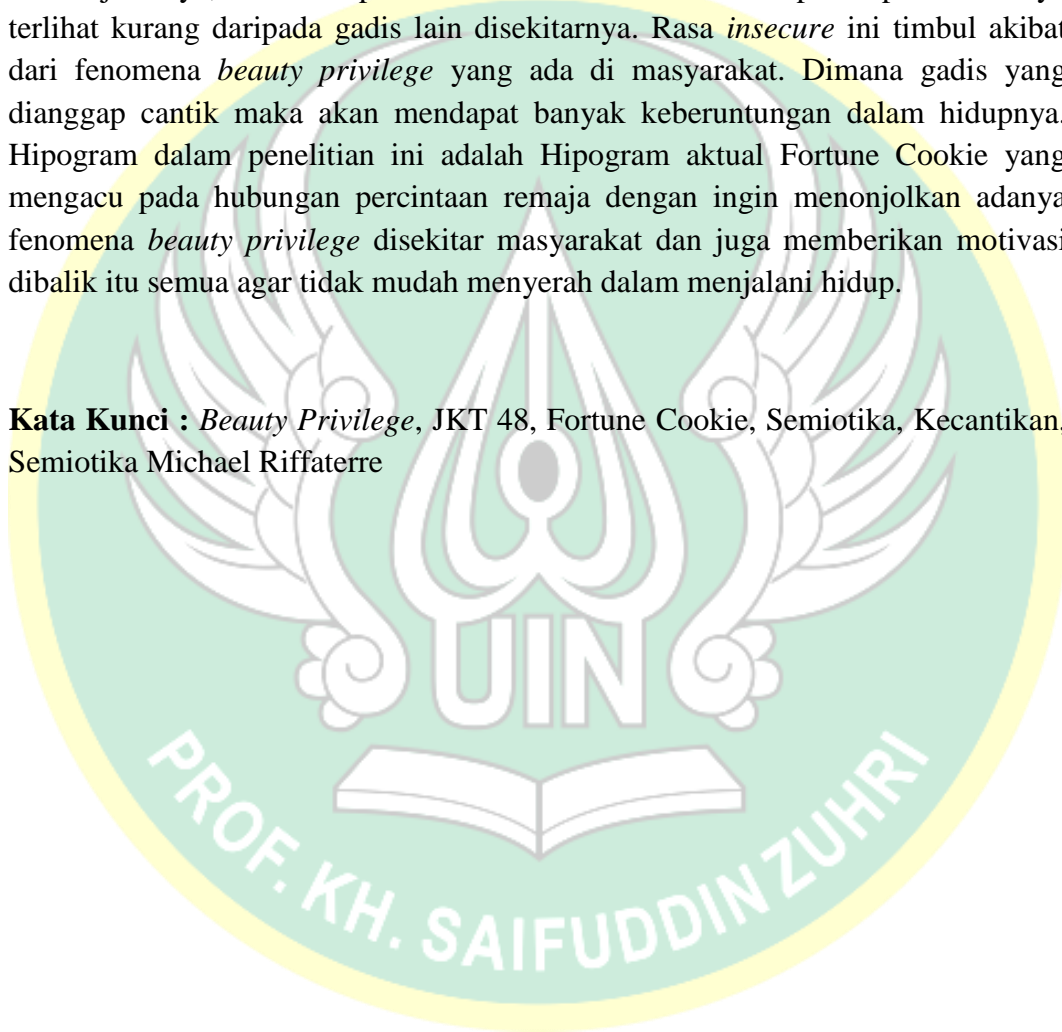 terlihat kurang daripada gadis lain disekitarnya. Rasa insecure ini timbul akibat
dari fenomena beauty privilege yang ada di masyarakat. Dimana gadis yang
dianggap cantik maka akan mendapat banyak keberuntungan dalam hidupnya.
Hipogram dalam penelitian ini adalah Hipogram aktual Fortune Cookie yang
mengacu pada hubungan percintaan remaja dengan ingin menonjolkan adanya
fenomena beauty privilege disekitar masyarakat dan juga memberikan motivasi
dibalik itu semua agar tidak mudah menyerah dalam menjalani hidup.
Kata Kunci : Beauty Privilege, JKT 48, Fortune Cookie, Semiotika, Kecantikan,
Semiotika Michael Riffaterre
UIN
PROF. KH. SAIFUDDIN ZUHRI